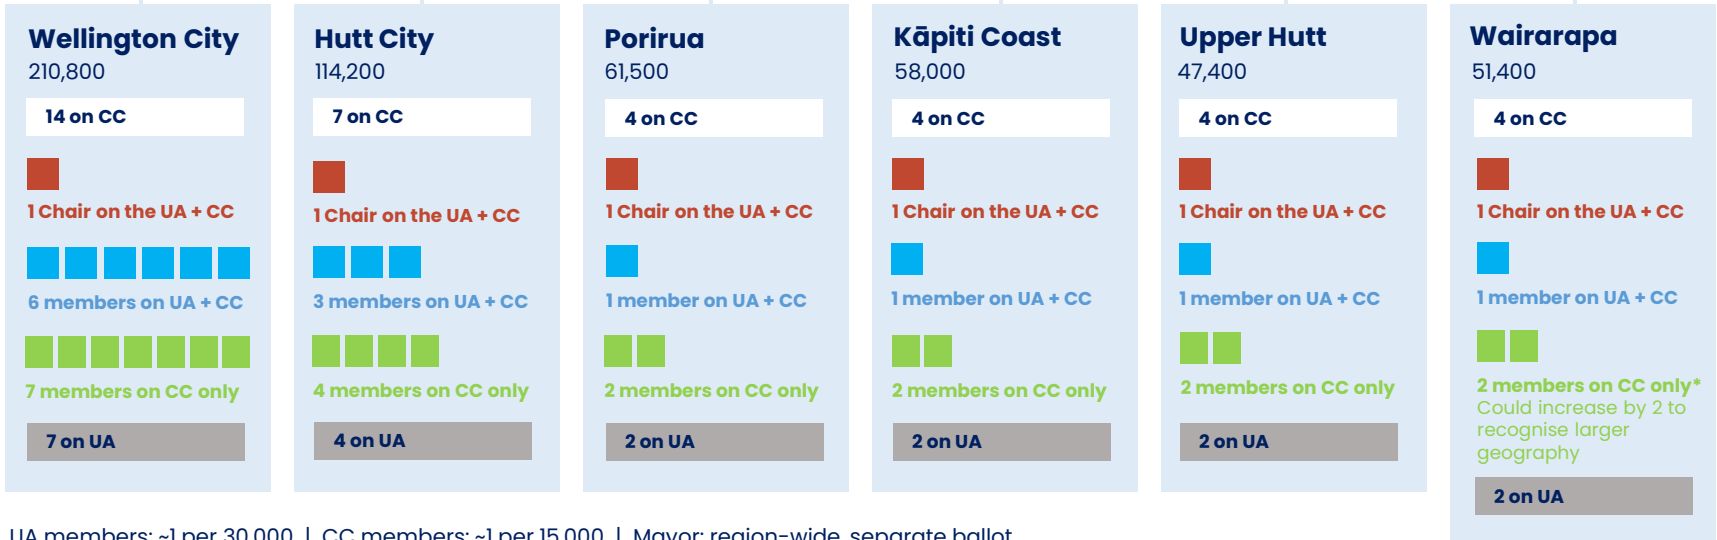 Wellington City
210,800
14 on CC
1 Chair on the UA + CC
6 members on UA + CC
7 members on CC only
7 on UA
Hutt City
114,200
7 on CC
1 Chair on the UA + CC
3 members on UA + CC
4 members on CC only
4 on UA
Porirua
61,500
4 on CC
1 Chair on the UA + CC
1 member on UA + CC
2 members on CC only
2 on UA
Kāpiti Coast
58,000
4 on CC
1 Chair on the UA + CC
1 member on UA + CC
2 members on CC only
2 on UA
Upper Hutt
47,400
4 on CC
1 Chair on the UA + CC
1 member on UA + CC
2 members on CC only
2 on UA
Wairarapa
51,400
4 on CC
1 Chair on the UA + CC
1 member on UA + CC
2 members on CC only*
Could increase by 2 to
recognise larger
geography
2 on UA
UA members: ~1 per 30,000 | CC members: ~1 per 15,000 | Mayor: region-wide, separate ballot